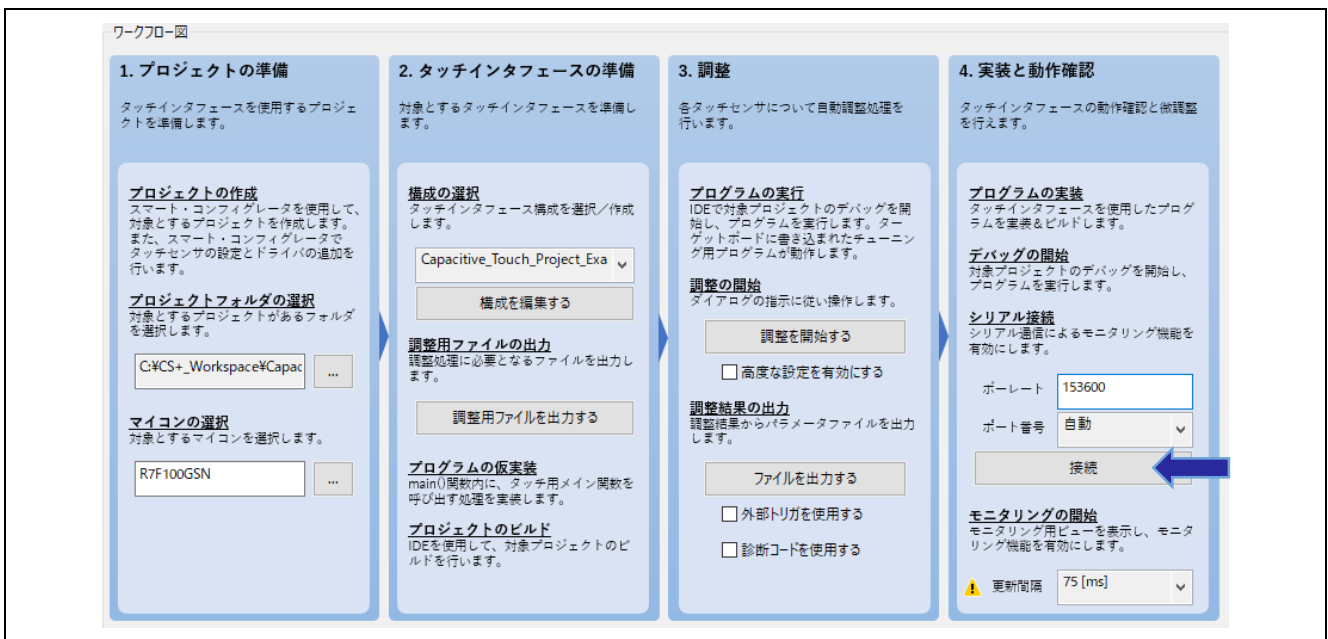 ワークフロー図
1. プロジェクトの準備
タッチインタフェースを使用するプロジェ
クトを準備します。
プロジェクトの作成
スマート・コンフィグレータを使用して、
対象とするプロジェクトを作成します。
また、スマート・コンフィグレータで
タッチセンサの設定とドライバの追加を
行います。
プロジェクトフォルダの選択
対象とするプロジェクトがあるフォルダ
を選択します。
C:¥CS+_Workspace¥Capac
...
マイコンの選択
対象とするマイコンを選択します。
R7F100GSN
...
2. タッチインタフェースの準備
対象とするタッチインタフェースを準備し
ます。
構成の選択
タッチインタフェース構成を選択／作成
します。
Capacitive_Touch_Project_Exa
構成を編集する
調整用ファイルの出力
調整処理に必要となるファイルを出力し
ます。
調整用ファイルを出力する
プログラムの仮実装
main()関数内に、タッチ用メイン関数を
呼び出す処理を実装します。
プロジェクトのビルド
IDEを使用して、対象プロジェクトのビ
ルドを行います。
3. 調整
各タッチセンサについて自動調整処理を
行います。
プログラムの実行
IDEで対象プロジェクトのデバッグを開
始し、プログラムを実行します。ター
ゲットボードに書き込まれたチューニン
グ用プログラムが動作します。
調整の開始
ダイアログの指示に従い操作します。
調整を開始する
高度な設定を有効にする
調整結果の出力
調整結果からパラメータファイルを出力
します。
ファイルを出力する
外部トリガを使用する
診断コードを使用する
4. 実装と動作確認
タッチインタフェースの動作確認と微調整
を行えます。
プログラムの実装
タッチインタフェースを使用したプログ
ラムを実装&ビルドします。
デバッグの開始
対象プロジェクトのデバッグを開始し、
プログラムを実行します。
シリアル接続
シリアル通信によるモニタリング機能を
有効にします。
ボーレート 153600
ポート番号 自動
接続
モニタリングの開始
モニタリング用ビューを表示し、モニタ
リング機能を有効にします。
更新間隔 75 [ms]